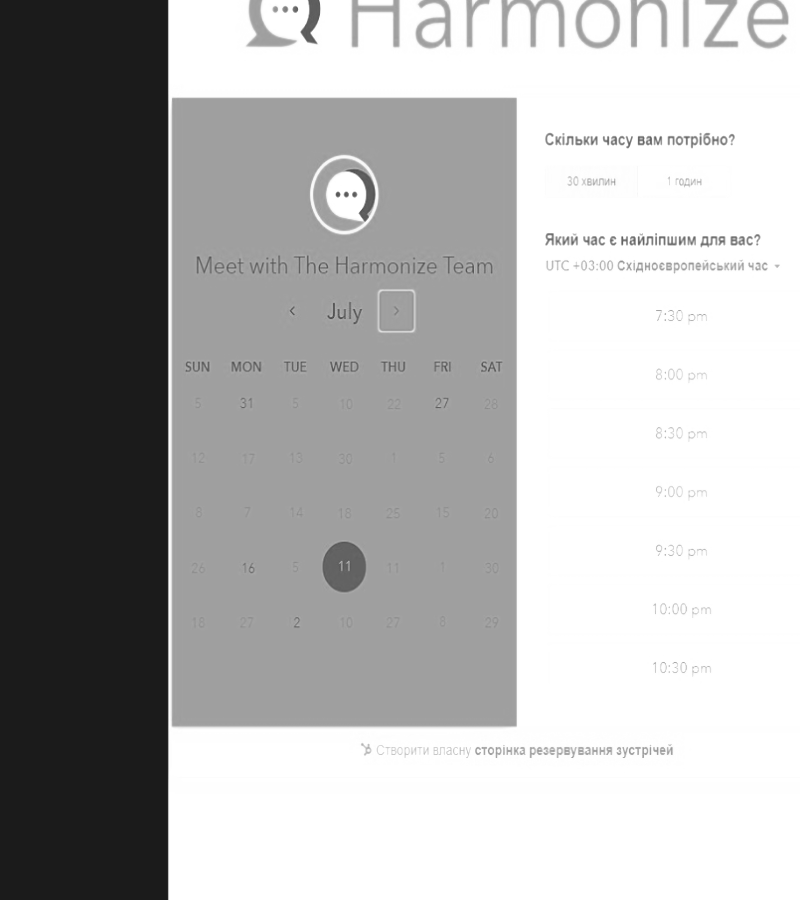 Harmonize
Meet with The Harmonize Team
July
SUN MON TUE WED THU FRI SAT
5 31 5 10 22 27 28
12 17 13 30 1 5 6
8 7 14 18 25 15 20
26 16 5 11 11 1 30
18 27 2 10 27 8 29
Скільки часу вам потрібно?
30 хвилин 1 годин
Який час є найліпшим для вас?
UTC +03:00 Східноєвропейський час
7:30 pm
8:00 pm
8:30 pm
9:00 pm
9:30 pm
10:00 pm
10:30 pm
Створити власну сторінка резервування зустрічей